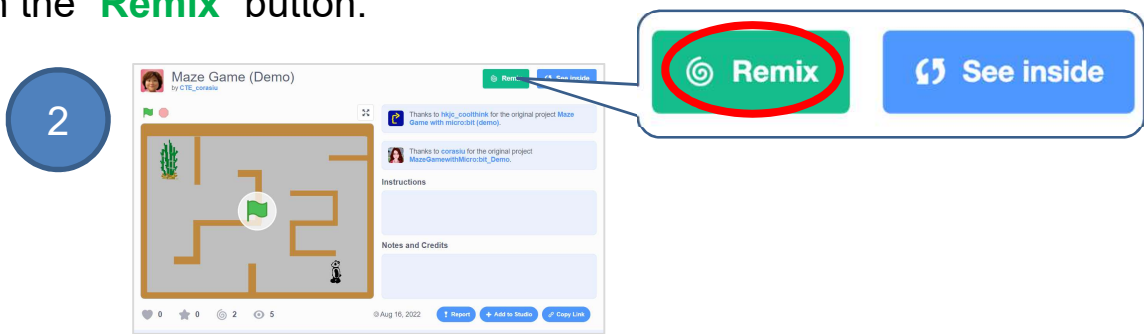 n the "Remix" button.
Remix
See inside
2
Maze Game (Demo)
by CTE_corasiu
Rem
See inside
Thanks to hkjc_coolthink for the original project Maze
Game with micro:bit (demo).
Thanks to corasiu for the original project
MazeGamewithMicro:bit_Demo.
Instructions
Notes and Credits
0
0
2
5
© Aug 16, 2022
Report
+ Add to Studio
Copy Link